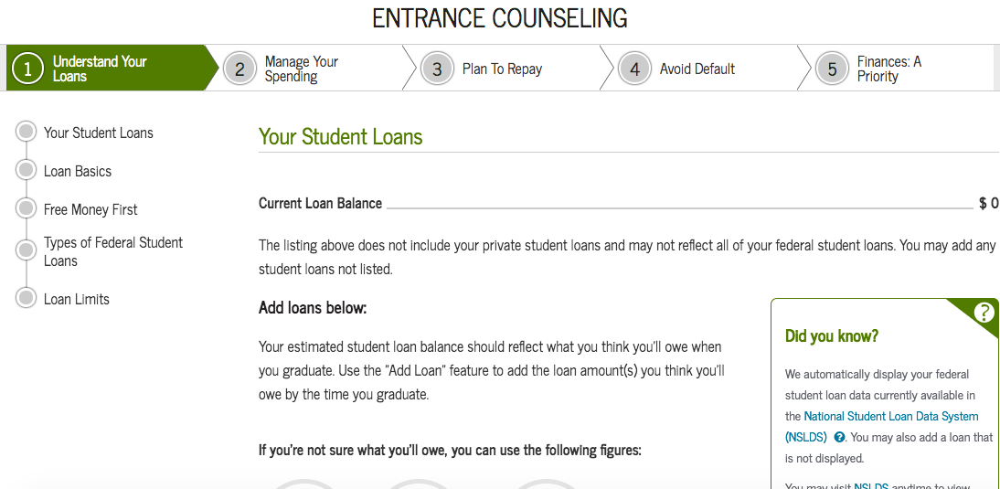 ENTRANCE COUNSELING
1 Understand Your
Loans
2 Manage Your
Spending
3 Plan To Repay
4 Avoid Default
5 Finances: A
Priority
Your Student Loans
Loan Basics
Free Money First
Types of Federal Student
Loans
Loan Limits
Your Student Loans
Current Loan Balance $ 0
The listing above does not include your private student loans and may not reflect all of your federal student loans. You may add any
student loans not listed.
Add loans below:
Your estimated student loan balance should reflect what you think you'll owe when
you graduate. Use the "Add Loan" feature to add the loan amount(s) you think you'll
owe by the time you graduate.
If you're not sure what you'll owe, you can use the following figures:
?
Did you know?
We automatically display your federal
student loan data currently available in
the National Student Loan Data System
(NSLDS) ?. You may also add a loan that
is not displayed.
You may visit NSLDS anytime to view